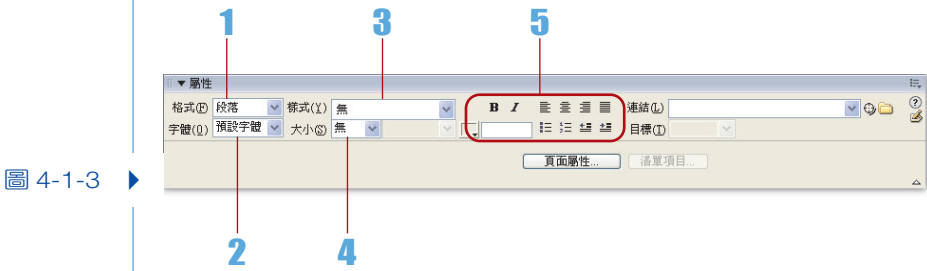 1 3 5
屬性
格式(F) 段落 樣式(Y) 無 B I 連結(L)
字體(O) 預設字體 大小(S) 無 目標(T)
頁面屬性... 清單項目...
圖 4-1-3
2 4